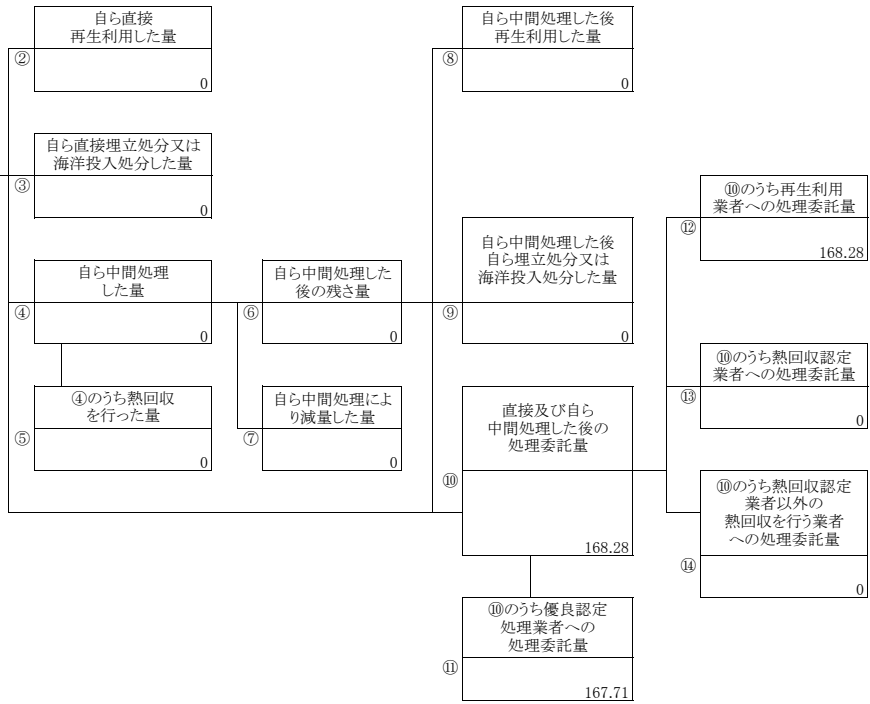 自ら直接
再生利用した量
②
0
自ら直接埋立処分又は
海洋投入処分した量
③
0
自ら中間処理
した量
④
0
④のうち熱回収
を行った量
⑤
0
自ら中間処理した
後の残さ量
⑥
0
自ら中間処理によ
り減量した量
⑦
0
自ら中間処理した後
再生利用した量
⑧
0
自ら中間処理した後
自ら埋立処分又は
海洋投入処分した量
⑨
0
直接及び自ら
中間処理した後の
処理委託量
⑩
168.28
⑩のうち優良認定
処理業者への
処理委託量
⑪
167.71
⑩のうち再生利用
業者への処理委託量
⑫
168.28
⑩のうち熱回収認定
業者への処理委託量
⑬
0
⑩のうち熱回収認定
業者以外の
熱回収を行う業者
への処理委託量
⑭
0